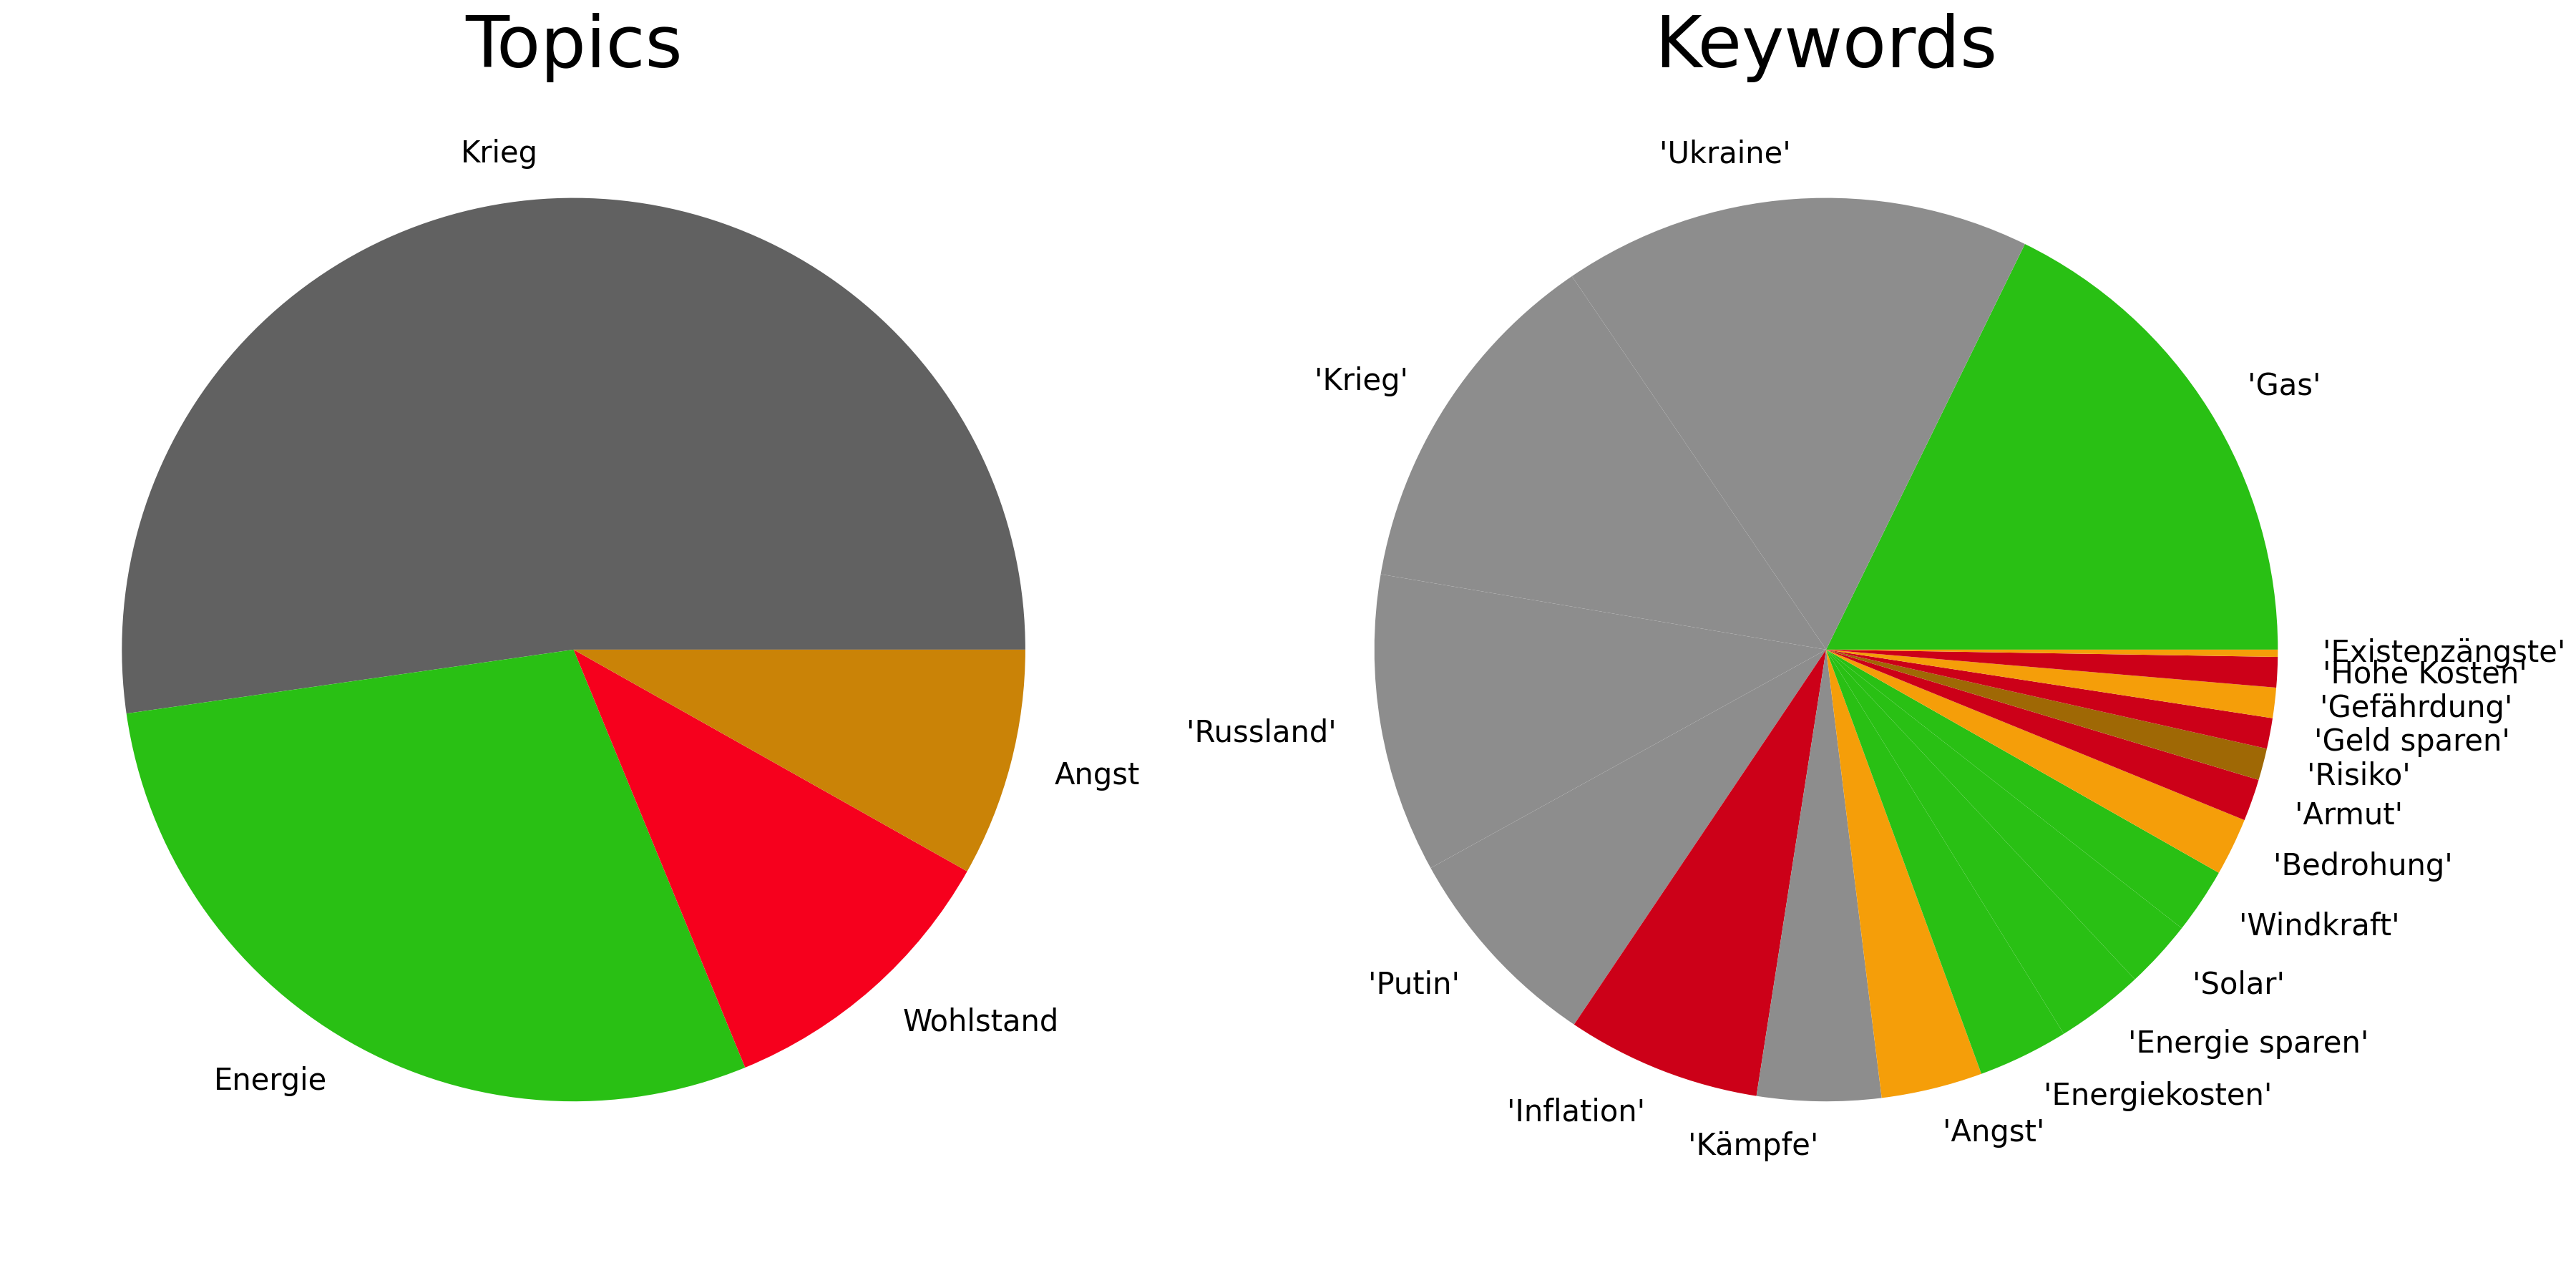 Topics
Krieg
Energie
Wohlstand
Angst
Keywords
'Gas'
'Ukraine'
'Krieg'
'Russland'
'Putin'
'Inflation'
'Kämpfe'
'Angst'
'Energiekosten'
'Energie sparen'
'Solar'
'Windkraft'
'Bedrohung'
'Armut'
'Risiko'
'Geld sparen'
'Gefährdung'
'Hohe Kosten'
'Existenzängste'